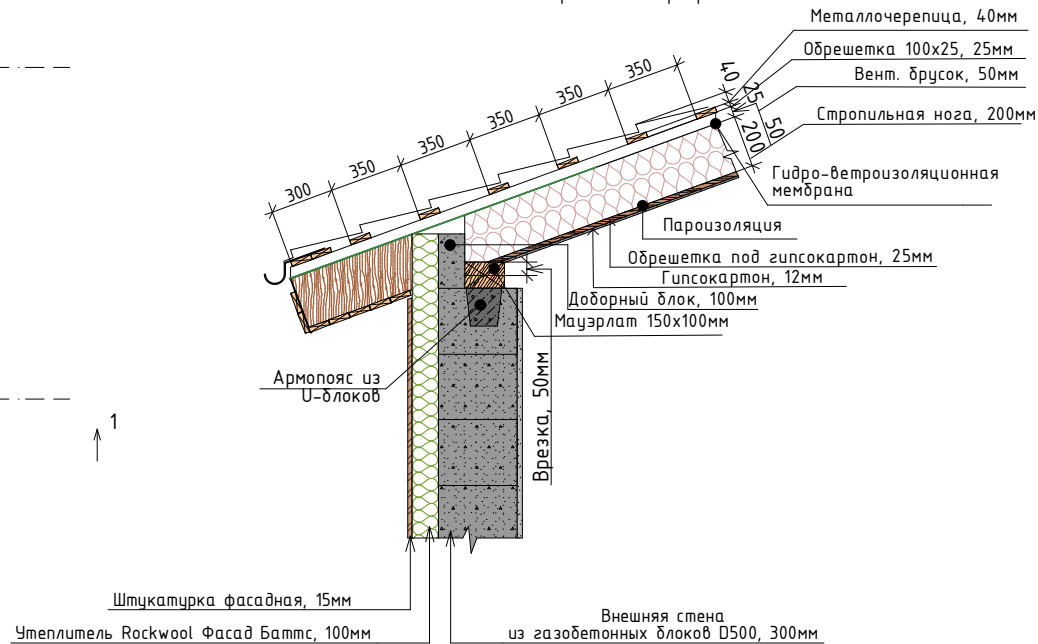 Металлочерепица, 40мм
Обрешетка 100х25, 25мм
Вент. брусок, 50мм
Стропильная нога, 200мм
Гидро-ветроизоляционная
мембрана
Пароизоляция
Обрешетка под гипсокартон, 25мм
Гипсокартон, 12мм
Доборный блок, 100мм
Мауэрлат 150х100мм
300
350
350
350
350
350
40
25
50
200
Армопояс из
U-блоков
Врезка, 50мм
1
Штукатурка фасадная, 15мм
Утеплитель Rockwool Фасад Баттс, 100мм
Внешняя стена
из газобетонных блоков D500, 300мм